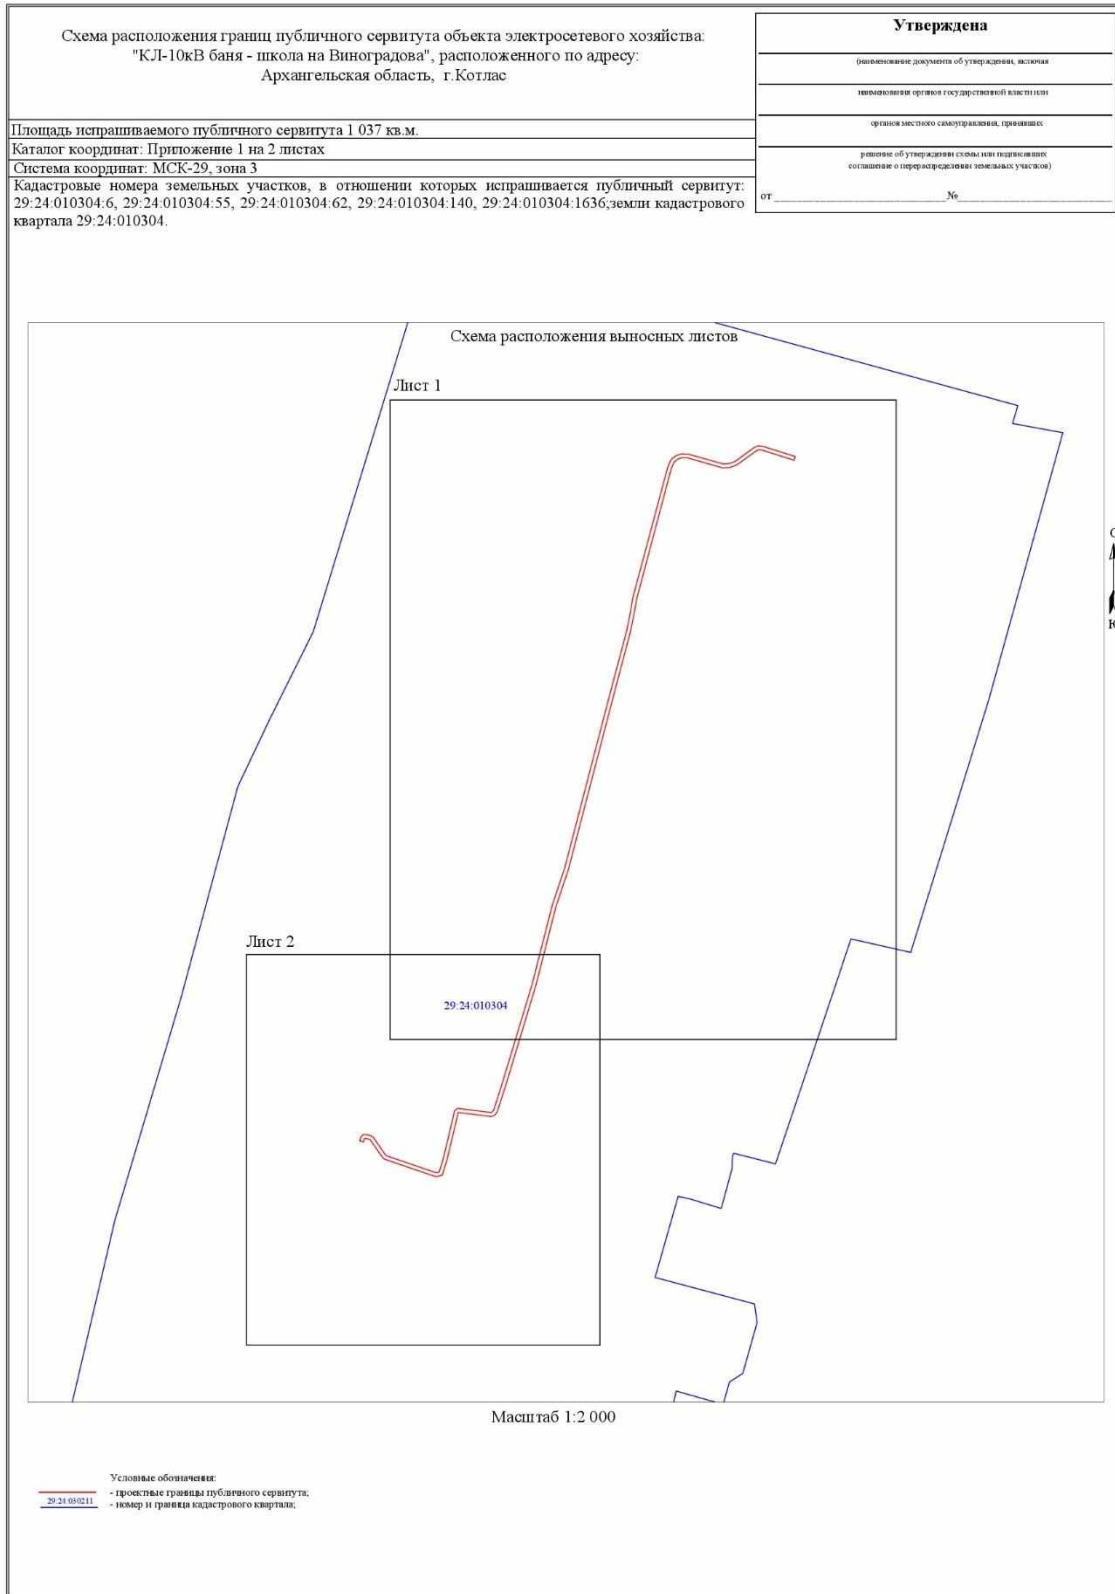 Схема расположения границ публичного сервитута объекта электросетевого хозяйства:
"КЛ-10кВ баня - школа на Виноградова", расположенного по адресу:
Архангельская область, г.Котлас
Утверждена
(наименование документа об утверждении, включая
наименования органов государственной власти или
органов местного самоуправления, принявших
решение об утверждении схемы или подписавших
соглашение о перераспределении земельных участков)
от № 
Площадь испрашиваемого публичного сервитута 1 037 кв.м.
Каталог координат: Приложение 1 на 2 листах
Система координат: МСК-29, зона 3
Кадастровые номера земельных участков, в отношении которых испрашивается публичный сервитут:
29:24:010304:6, 29:24:010304:55, 29:24:010304:62, 29:24:010304:140, 29:24:010304:1636;земли кадастрового
квартала 29:24:010304.
Схема расположения выносных листов
Лист 1
Лист 2
29:24:010304
Масштаб 1:2 000
Условные обозначения:
- проектные границы публичного сервитута;
29:24:030211
- номер и граница кадастрового квартала;